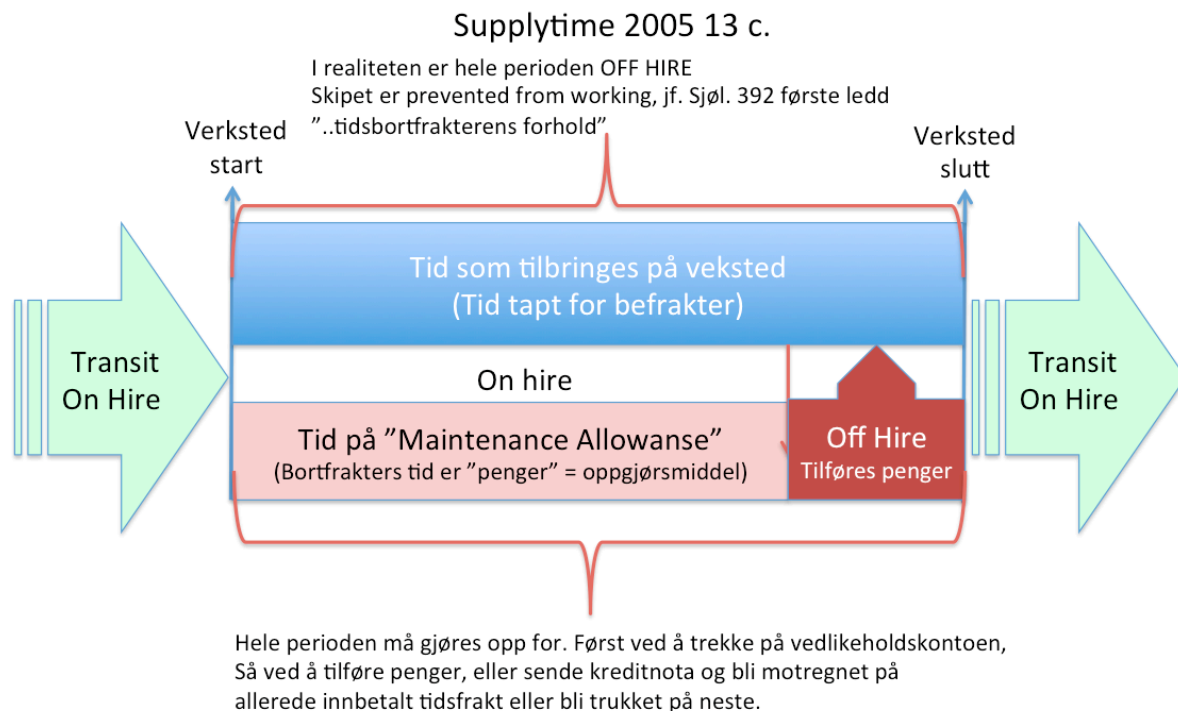 Supplytime 2005 13 c.
I realiteten er hele perioden OFF HIRE
Skipet er prevented from working, jf. Sjøl. 392 første ledd
”..tidsbortfrakterens forhold”
Verksted
start
Verksted
slutt
Tid som tilbringes på veksted
(Tid tapt for befrakter)
Transit
On Hire
On hire
Tid på ”Maintenance Allowanse”
(Bortfrakters tid er ”penger” = oppgjørsmiddel)
Off Hire
Tilføres penger
Transit
On Hire
Hele perioden må gjøres opp for. Først ved å trekke på vedlikeholdskontoen,
Så ved å tilføre penger, eller sende kreditnota og bli motregnet på
allerede innbetalt tidsfrakt eller bli trukket på neste.